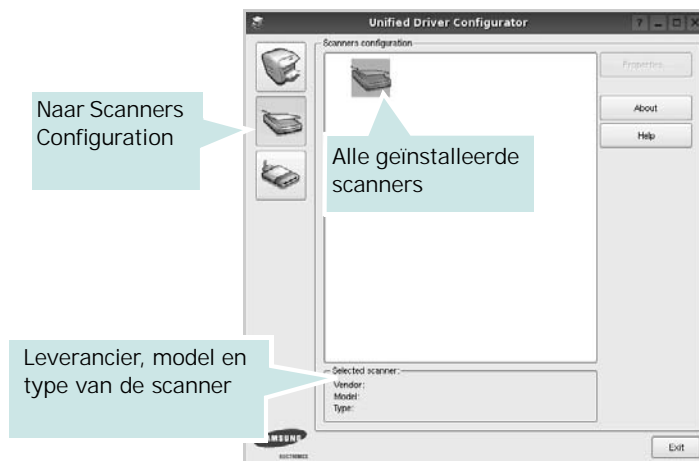 Unified Driver Configurator
Scanners configuration
Properties...
Naar Scanners
Configuration
About
Help
Alle geïnstalleerde
scanners
Leverancier, model en
type van de scanner
Selected scanner:
Vendor:
Model:
Type:
ELECTRONICS
Exit